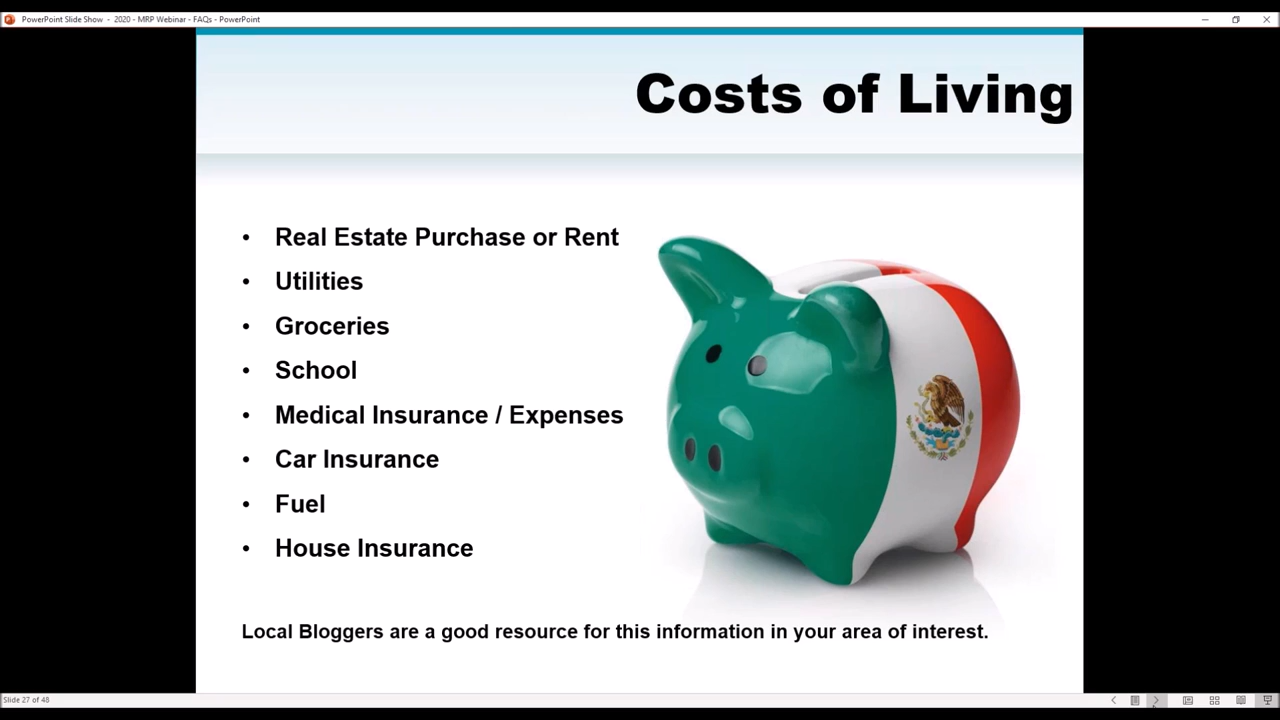 PowerPoint Slide Show - 2020 - MRP Webinar - FAQs - PowerPoint
Costs of Living
• Real Estate Purchase or Rent
• Utilities
• Groceries
• School
• Medical Insurance / Expenses
• Car Insurance
• Fuel
• House Insurance
Local Bloggers are a good resource for this information in your area of interest.
Slide 27 of 48